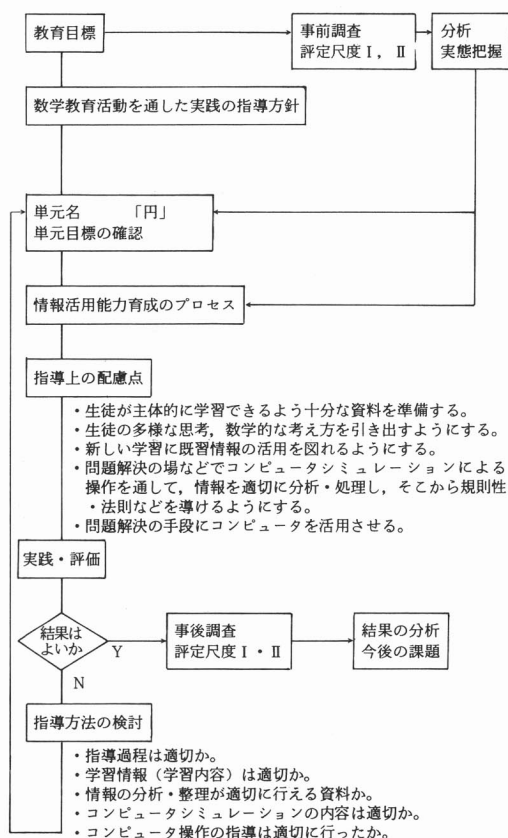 教育目標
事前調査
評定尺度Ⅰ，Ⅱ
分析
実態把握
数学教育活動を通した実践の指導方針
単元名　　「円」
単元目標の確認
情報活用能力育成のプロセス
指導上の配慮点
・生徒が主体的に学習できるよう十分な資料を準備する。
・生徒の多様な思考，数学的な考え方を引き出すようにする。
・新しい学習に既習情報の活用を図れるようにする。
・問題解決の場などでコンピュータシミュレーションによる
操作を通して，情報を適切に分析・処理し，そこから規則性
・法則などを導けるようにする。
・問題解決の手段にコンピュータを活用させる。
実践・評価
結果は
よいか
Y
事後調査
評定尺度Ⅰ・Ⅱ
結果の分析
今後の課題
N
指導方法の検討
・指導過程は適切か。
・学習情報（学習内容）は適切か。
・情報の分析・整理が適切に行える資料か。
・コンピュータシミュレーションの内容は適切か。
・コンピュータ操作の指導は適切に行ったか。